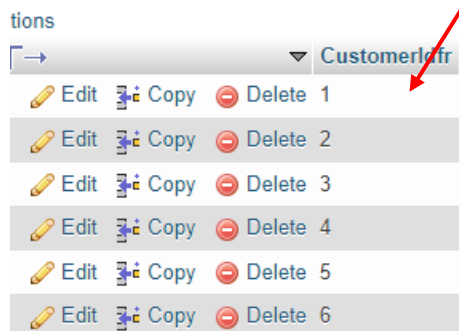 tions
CustomerIdfr
Edit Copy Delete 1
Edit Copy Delete 2
Edit Copy Delete 3
Edit Copy Delete 4
Edit Copy Delete 5
Edit Copy Delete 6